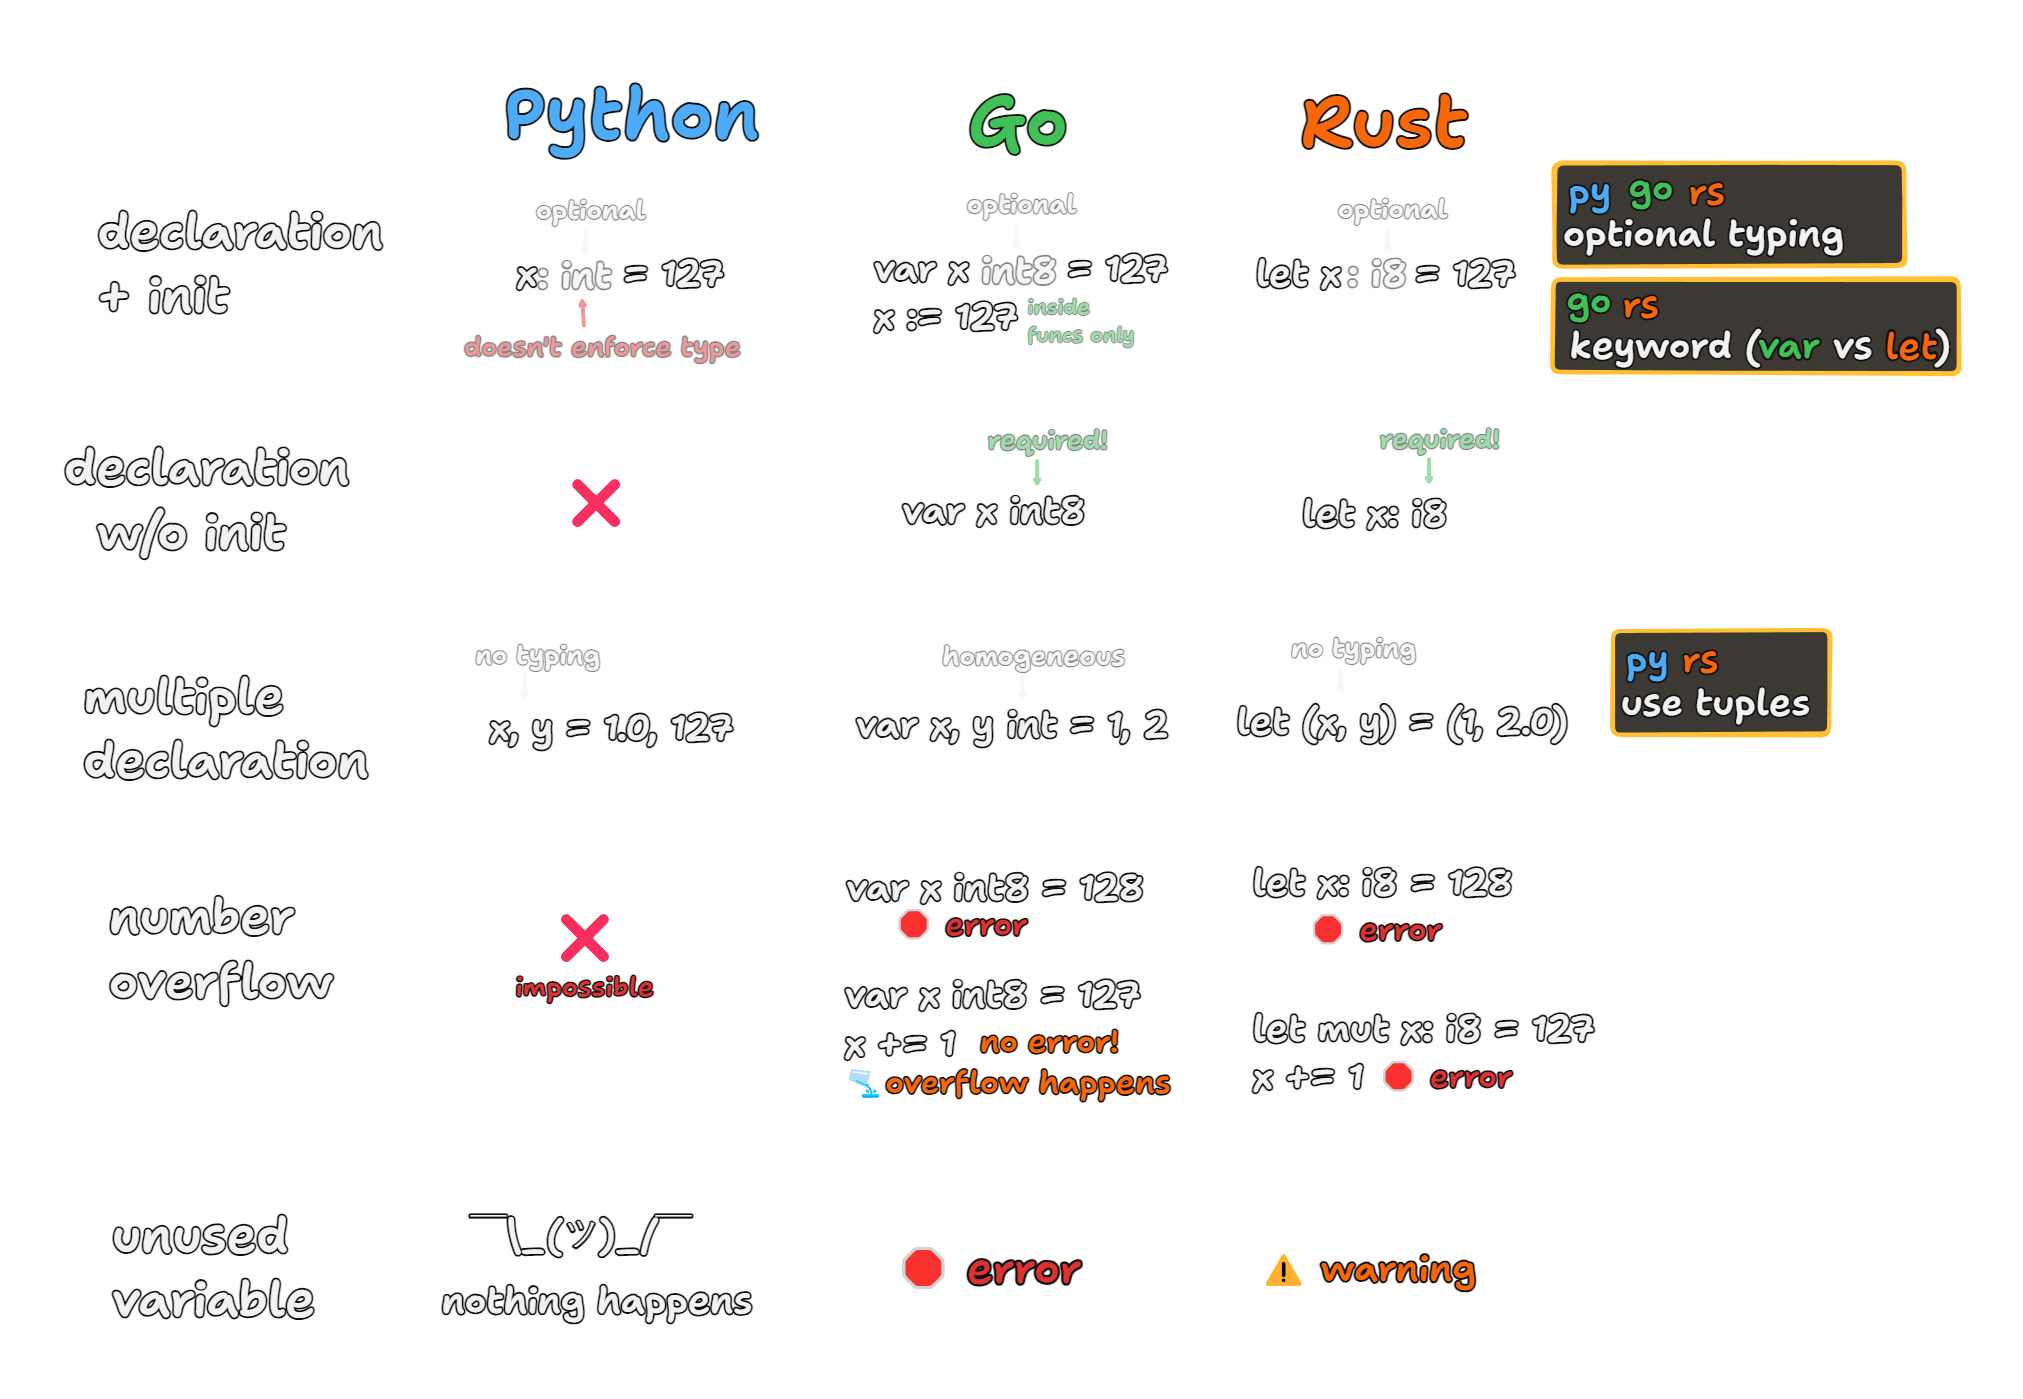 Python
Go
Rust
declaration
+ init
optional
x: int = 127
doesn't enforce type
optional
var x int8 = 127
x := 127
inside
funcs only
optional
let x: i8 = 127
py go rs
optional typing
go rs
keyword (var vs let)
declaration
w/o init
required!
var x int8
required!
let x: i8
multiple
declaration
no typing
x, y = 1.0, 127
homogeneous
var x, y int = 1, 2
no typing
let (x, y) = (1, 2.0)
py rs
use tuples
number
overflow
impossible
var x int8 = 128
error
var x int8 = 127
x += 1 no error!
overflow happens
let x: i8 = 128
error
let mut x: i8 = 127
x += 1 error
unused
variable
¯\_(ツ)_/¯
nothing happens
error
warning